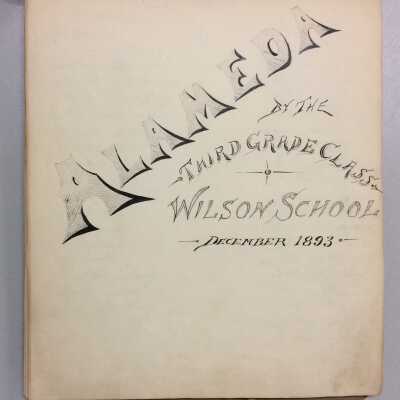 ALAMEDA
BY THE
THIRD GRADE CLASS
WILSON SCHOOL
DECEMBER 1893